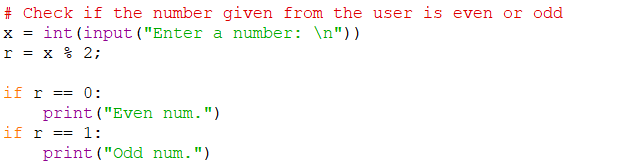 # Check if the number given from the user is even or odd
x = int(input("Enter a number: \n"))
r = x % 2;

if r == 0:
    print("Even num.")
if r == 1:
    print("Odd num.")